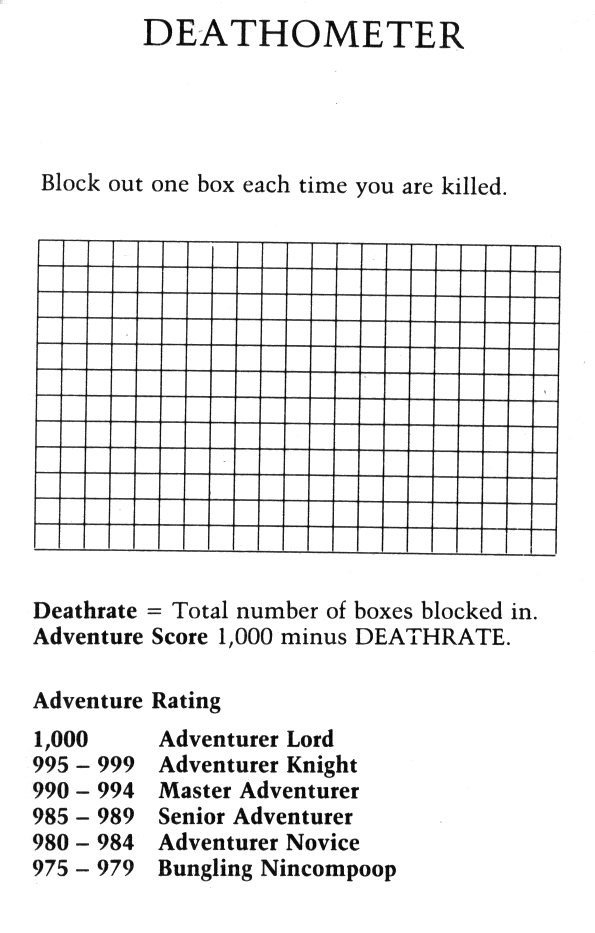 DEATHOMETER
Block out one box each time you are killed.
Deathrate = Total number of boxes blocked in.
Adventure Score 1,000 minus DEATHRATE.
Adventure Rating
1,000 Adventurer Lord
995 – 999 Adventurer Knight
990 – 994 Master Adventurer
985 – 989 Senior Adventurer
980 – 984 Adventurer Novice
975 – 979 Bungling Nincompoop